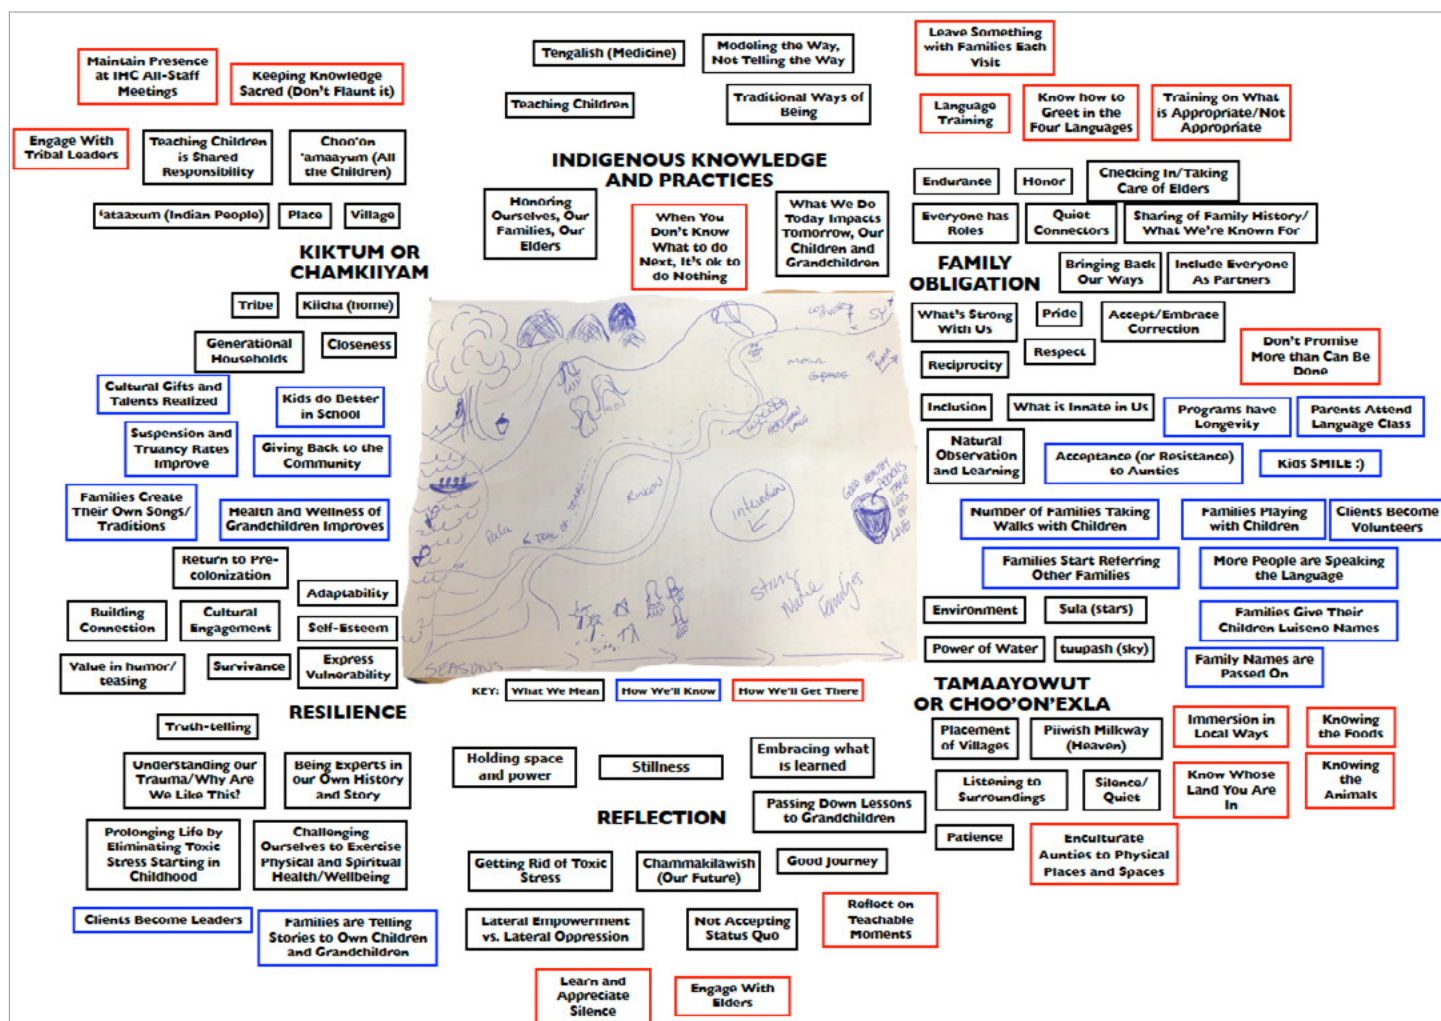 Maintain Presence
at IMC All-Staff
Meetings
Keeping Knowledge
Sacred (Don't Flaunt it)
Engage With
Tribal Leaders
Teaching Children
is Shared
Responsibility
Choo'on
'amaayum (All
the Children)
'ataaxum (Indian People)
Place
Village
KIKTUM OR
CHAMKIIYAM
Tribe
Kiicha (home)
Generational
Households
Closeness
Cultural Gifts and
Talents Realized
Kids do Better
in School
Suspension and
Truancy Rates
Improve
Giving Back to the
Community
Families Create
Their Own Songs/
Traditions
Health and Wellness of
Grandchildren Improves
Tengalish (Medicine)
Modeling the Way,
Not Telling the Way
Teaching Children
Traditional Ways of
Being
INDIGENOUS KNOWLEDGE
AND PRACTICES
Honoring
Ourselves, Our
Families, Our
Elders
When You
Don't Know
What to do
Next, It's ok to
do Nothing
What We Do
Today Impacts
Tomorrow, Our
Children and
Grandchildren
Leave Something
with Families Each
Visit
Language
Training
Know how to
Greet in the
Four Languages
Training on What
is Appropriate/Not
Appropriate
Endurance
Honor
Checking In/Taking
Care of Elders
Everyone has
Roles
Quiet
Connectors
Sharing of Family History/
What We're Known For
FAMILY
OBLIGATION
Bringing Back
Our Ways
Include Everyone
As Partners
What's Strong
With Us
Pride
Accept/Embrace
Correction
Reciprocity
Respect
Don't Promise
More than Can be
Done
Inclusion
What is Innate in Us
Programs have
Longevity
Parents Attend
Language Class
Natural
Observation
and Learning
Acceptance (or Resistance)
to Aunties
Kids SMILE :)
Number of Families Taking
Walks with Children
Families Playing
with Children
Clients Become
Volunteers
Families Start Referring
Other Families
More People are Speaking
the Language
Families Give Their
Children Luiseno Names
Family Names are
Passed On
Pala
TRAIL OF TEARS
RINCON
Intervention
GOOD HEALTHY
ACORNS
TAKE
LOTS
OF
LOVE
Strong
Native
Families
SEASONS
SY
Return to Pre-
colonization
Adaptability
Building
Connection
Cultural
Engagement
Self-Esteem
Value in humor/
teasing
Survivance
Express
Vulnerability
RESILIENCE
Truth-telling
Understanding our
Trauma/Why Are
We Like This?
Being Experts in
our Own History
and Story
Prolonging Life by
Eliminating Toxic
Stress Starting in
Childhood
Challenging
Ourselves to Exercise
Physical and Spiritual
Health/Wellbeing
Clients Become Leaders
Families are Telling
Stories to Own Children
and Grandchildren
KEY:
What We Mean
How We'll Know
How We'll Get There
Holding space
and power
Stillness
Embracing what
is learned
REFLECTION
Passing Down Lessons
to Grandchildren
Getting Rid of Toxic
Stress
Chammakilawish
(Our Future)
Good Journey
Lateral Empowerment
vs. Lateral Oppression
Not Accepting
Status Quo
Reflect on
Teachable
Moments
Learn and
Appreciate
Silence
Engage With
Elders
Environment
Sula (stars)
Power of Water
tuupash (sky)
TAMAAYOWUT
OR CHOO'ON'EXLA
Placement
of Villages
Piiwish Milkway
(Heaven)
Immersion in
Local Ways
Knowing
the Foods
Listening to
Surroundings
Silence/
Quiet
Know Whose
Land You Are
In
Knowing
the
Animals
Patience
Enculturate
Aunties to Physical
Places and Spaces